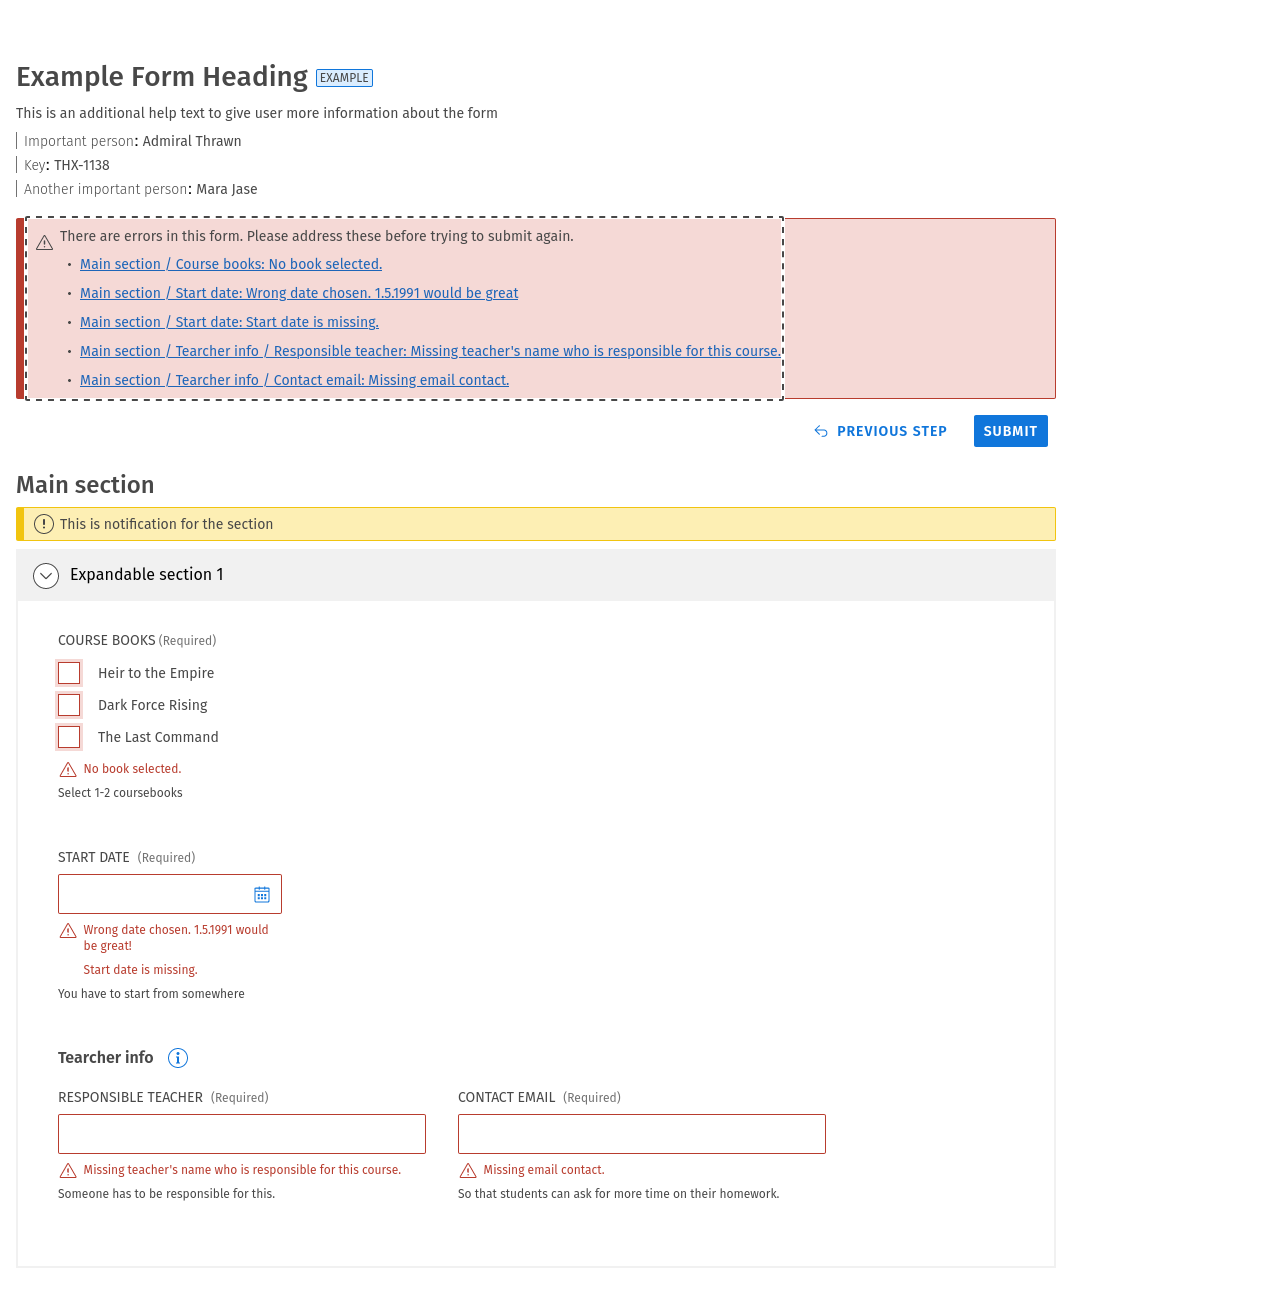 Example Form Heading EXAMPLE
This is an additional help text to give user more information about the form
Important person: Admiral Thrawn
Key: THX-1138
Another important person: Mara Jase
There are errors in this form. Please address these before trying to submit again.
• Main section / Course books: No book selected.
• Main section / Start date: Wrong date chosen. 1.5.1991 would be great
• Main section / Start date: Start date is missing.
• Main section / Tearcher info / Responsible teacher: Missing teacher's name who is responsible for this course.
• Main section / Tearcher info / Contact email: Missing email contact.
PREVIOUS STEP SUBMIT
Main section
This is notification for the section
Expandable section 1
COURSE BOOKS (Required)
Heir to the Empire
Dark Force Rising
The Last Command
No book selected.
Select 1-2 coursebooks
START DATE (Required)
Wrong date chosen. 1.5.1991 would
be great!
Start date is missing.
You have to start from somewhere
Tearcher info
RESPONSIBLE TEACHER (Required)
Missing teacher's name who is responsible for this course.
Someone has to be responsible for this.
CONTACT EMAIL (Required)
Missing email contact.
So that students can ask for more time on their homework.